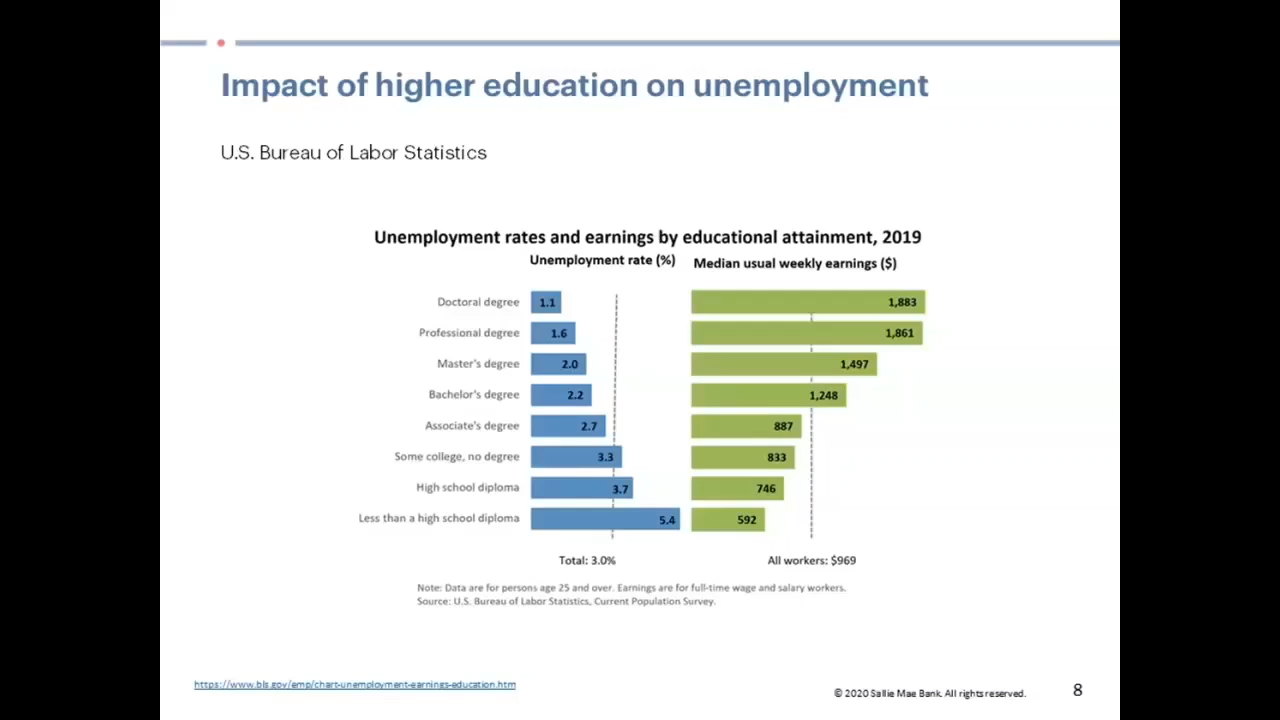 Impact of higher education on unemployment
U.S. Bureau of Labor Statistics
Unemployment rates and earnings by educational attainment, 2019
Unemployment rate (%) Median usual weekly earnings ($)
Doctoral degree 1.1 1,883
Professional degree 1.6 1,861
Master's degree 2.0 1,497
Bachelor's degree 2.2 1,248
Associate's degree 2.7 887
Some college, no degree 3.3 833
High school diploma 3.7 746
Less than a high school diploma 5.4 592
Total: 3.0% All workers: $969
Note: Data are for persons age 25 and over. Earnings are for full-time wage and salary workers.
Source: U.S. Bureau of Labor Statistics, Current Population Survey.
https://www.bls.gov/emp/chart-unemployment-earnings-education.htm
© 2020 Sallie Mae Bank. All rights reserved. 8